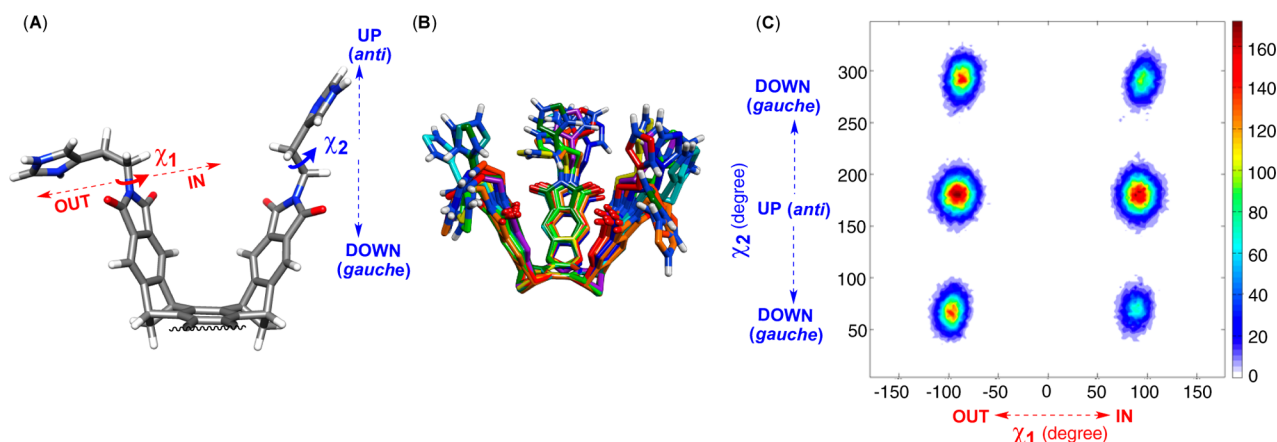 (A)
UP
(anti)
χ2
χ1
IN
OUT
DOWN
(gauche)
(B)
(C)
DOWN
(gauche)
UP (anti)
DOWN
(gauche)
χ2 (degree)
300
250
200
150
100
50
-150 -100 -50 0 50 100 150
OUT IN
χ1 (degree)
160
140
120
100
80
60
40
20
0